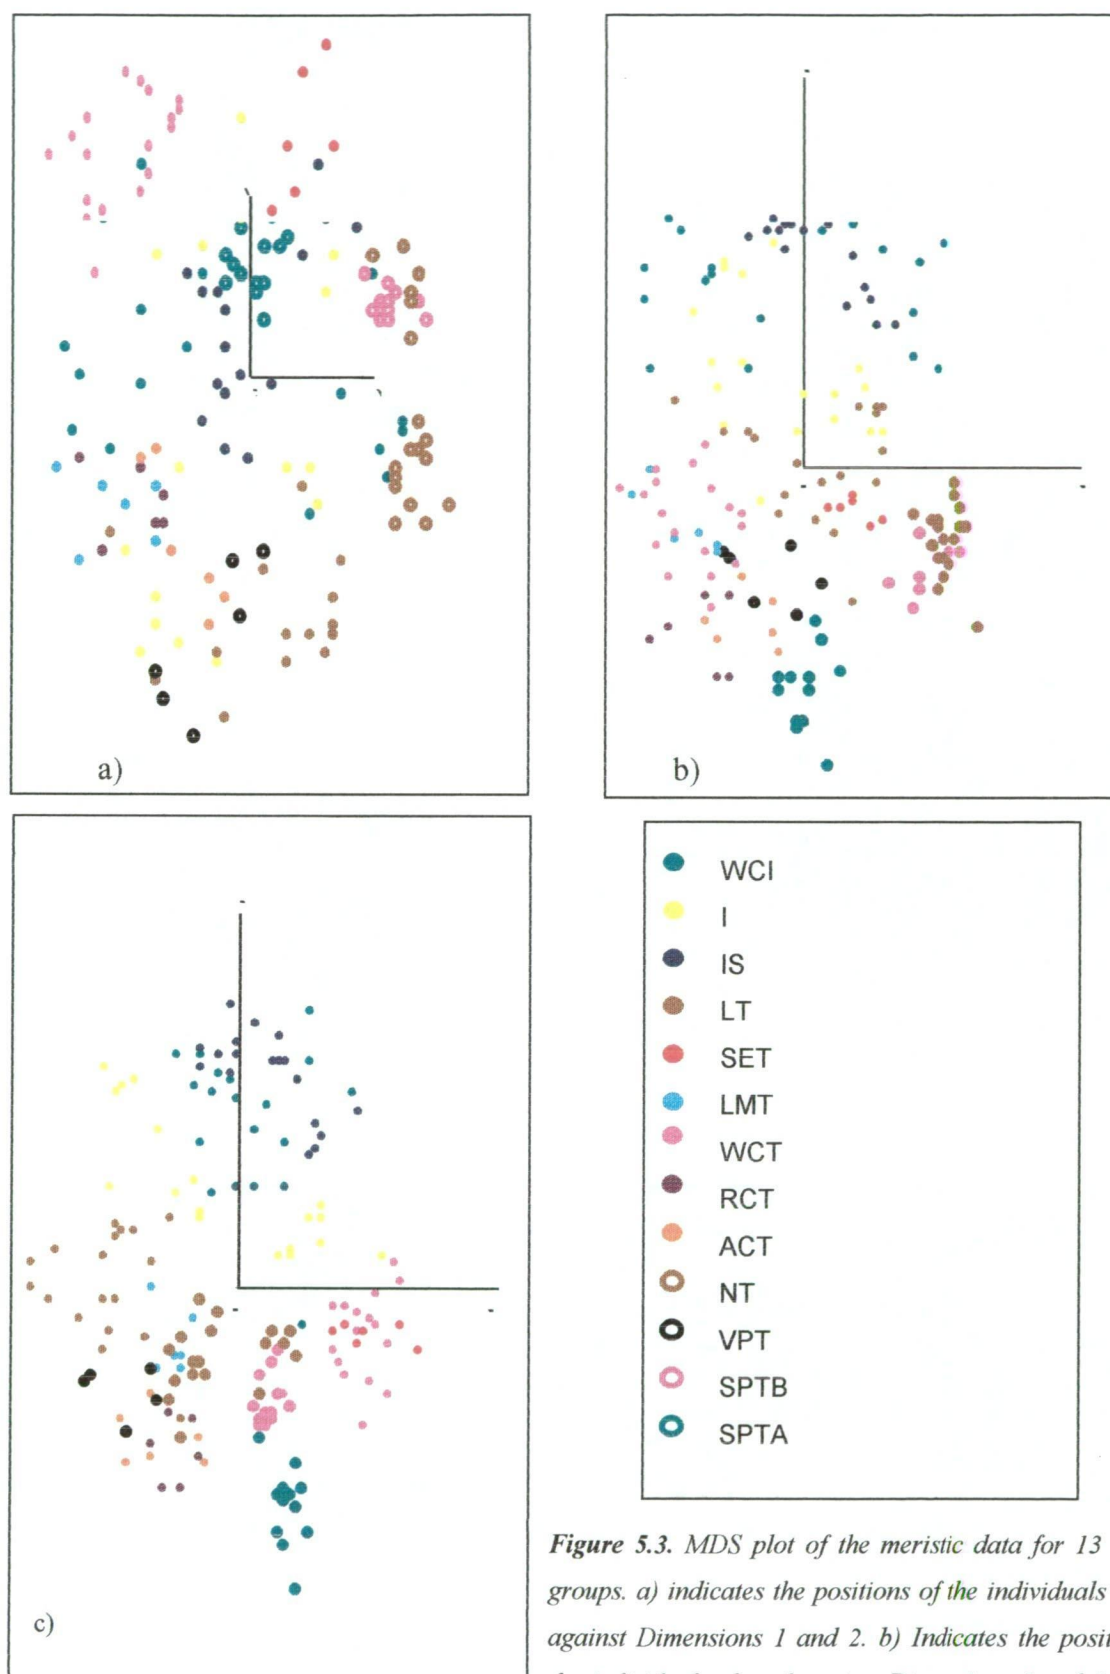 a)
b)
c)
WCI
I
IS
LT
SET
LMT
WCT
RCT
ACT
NT
VPT
SPTB
SPTA
Figure 5.3. MDS plot of the meristic data for 13
groups. a) indicates the positions of the individuals
against Dimensions 1 and 2. b) Indicates the posit